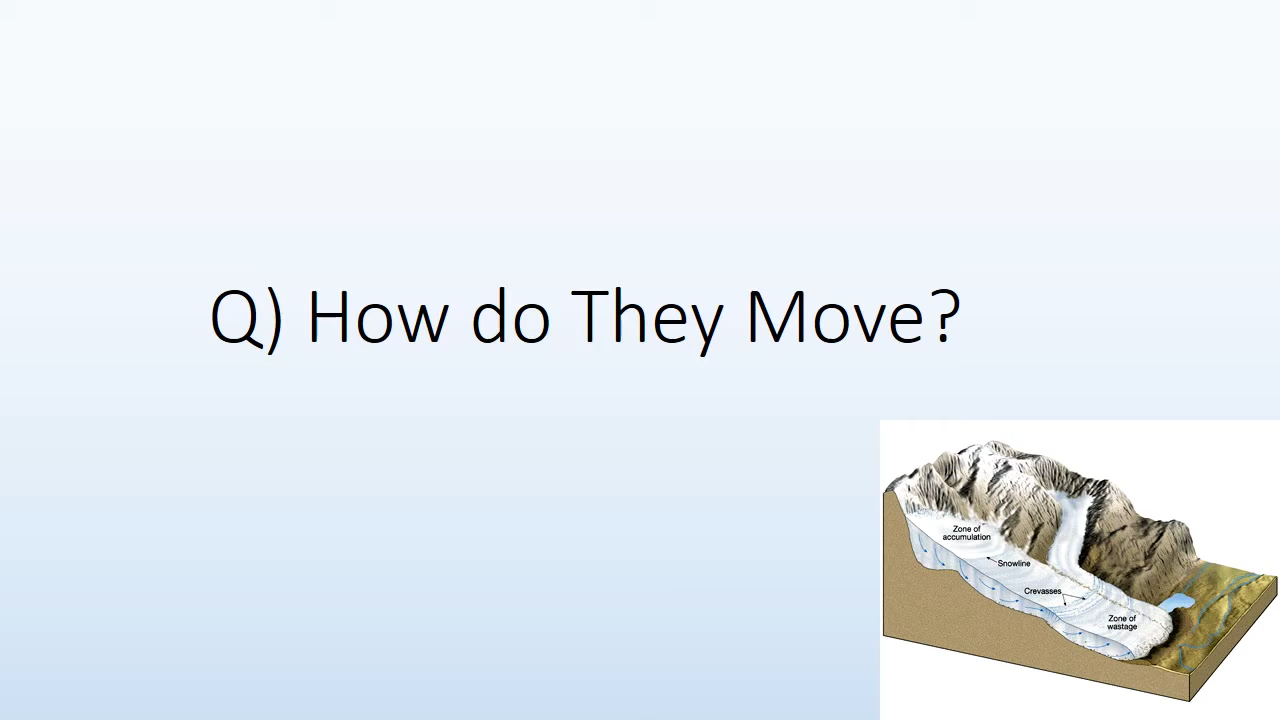 Q) How do They Move?
Zone of
accumulation
Snowline
Crevasses
Zone of
wastage